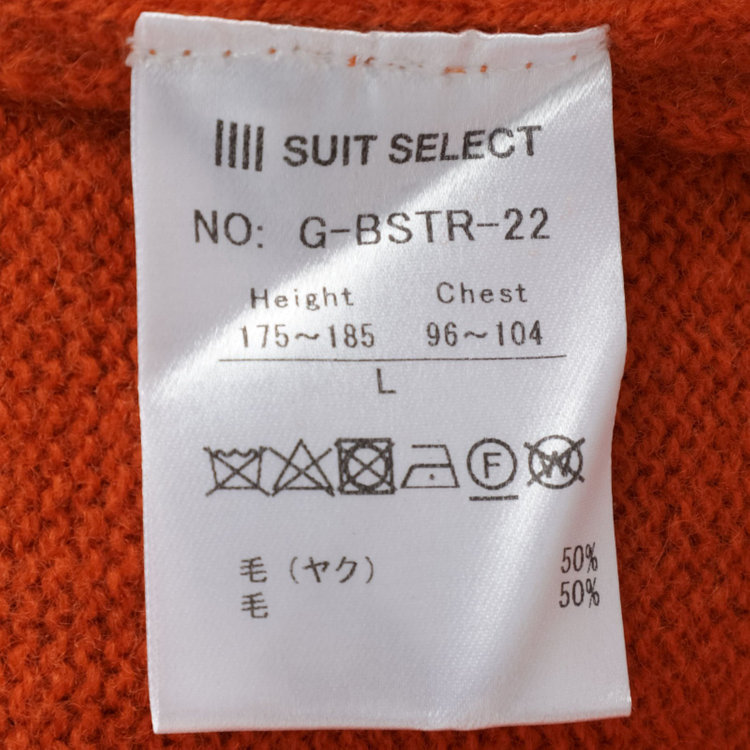 SUIT SELECT
NO: G-BSTR-22
Height Chest
175~185 96~104
L
F W
毛（ヤク） 50%
毛 50%